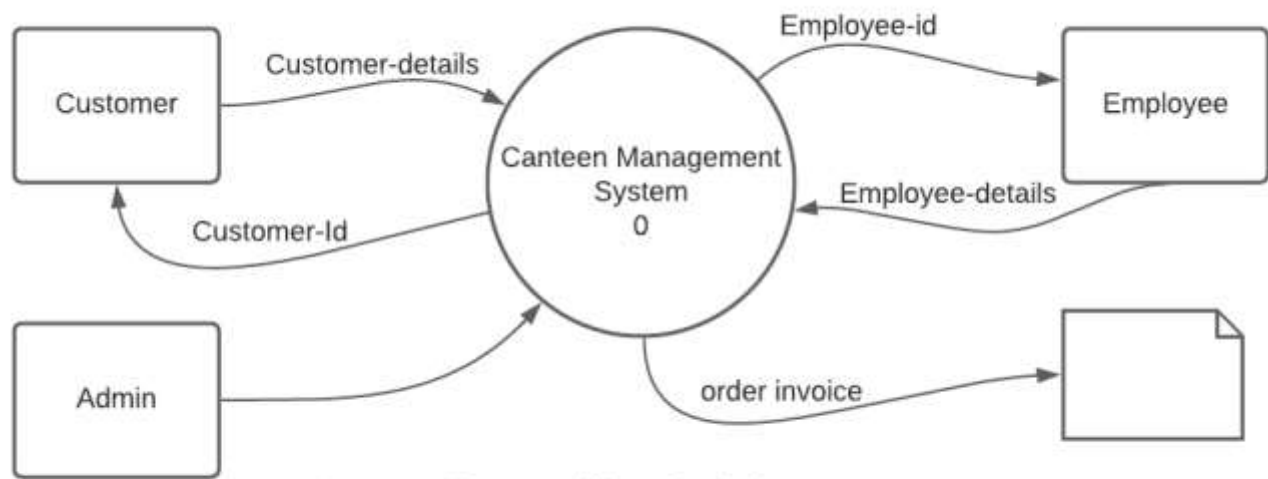 Employee-id
Customer-details
Customer
Employee
Canteen Management
System
0
Employee-details
Customer-Id
Admin
order invoice